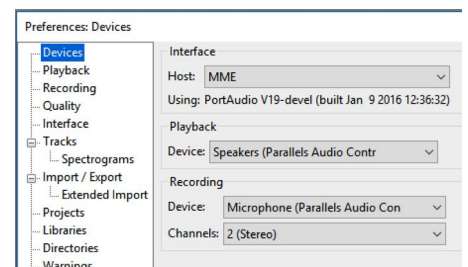 Preferences: Devices
Devices
Playback
Recording
Quality
Interface
Tracks
Spectrograms
Import / Export
Extended Import
Projects
Libraries
Directories
Warnings
Interface
Host: MME
Using: PortAudio V19-devel (built Jan 9 2016 12:36:32)
Playback
Device: Speakers (Parallels Audio Contr
Recording
Device: Microphone (Parallels Audio Con
Channels: 2 (Stereo)